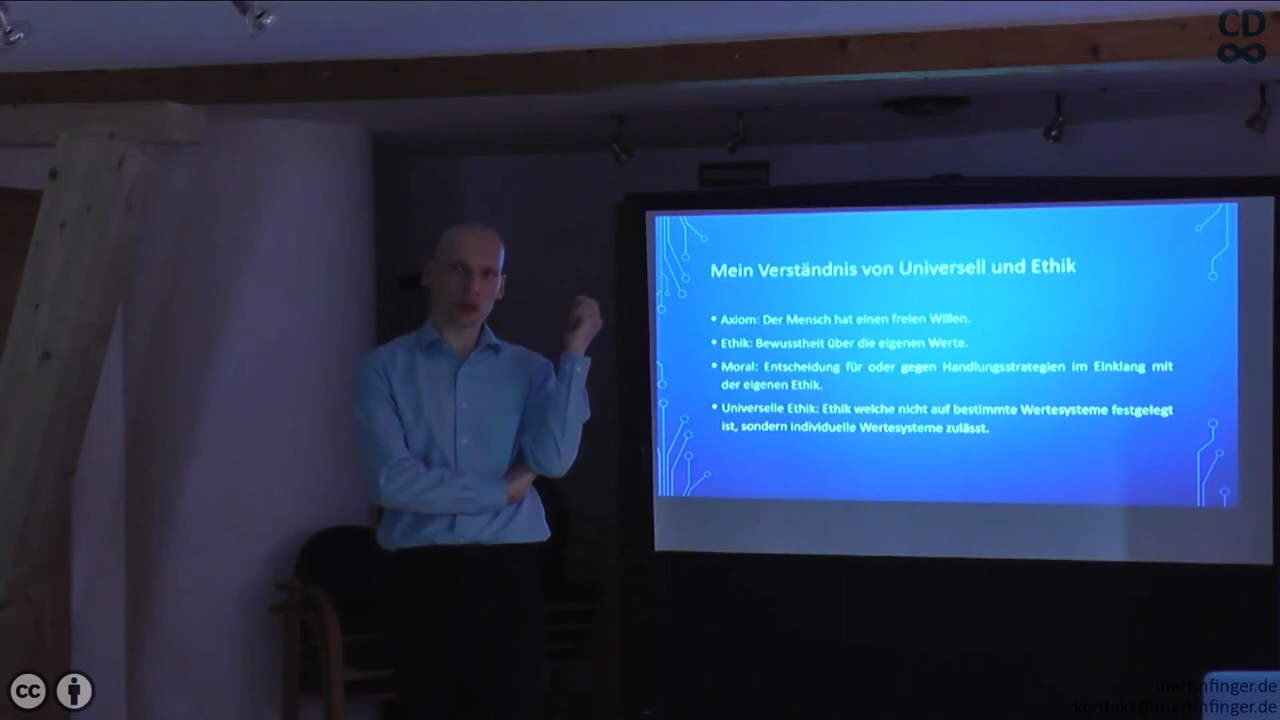 CD
∞
Mein Verständnis von Universell und Ethik
• Axiom: Der Mensch hat einen freien Willen.
• Ethik: Bewusstheit über die eigenen Werte.
• Moral: Entscheidung für oder gegen Handlungsstrategien im Einklang mit
der eigenen Ethik.
• Universelle Ethik: Ethik welche nicht auf bestimmte Wertesysteme festgelegt
ist, sondern individuelle Wertesysteme zulässt.
cc
martinfinger.de
kontakt@martinfinger.de